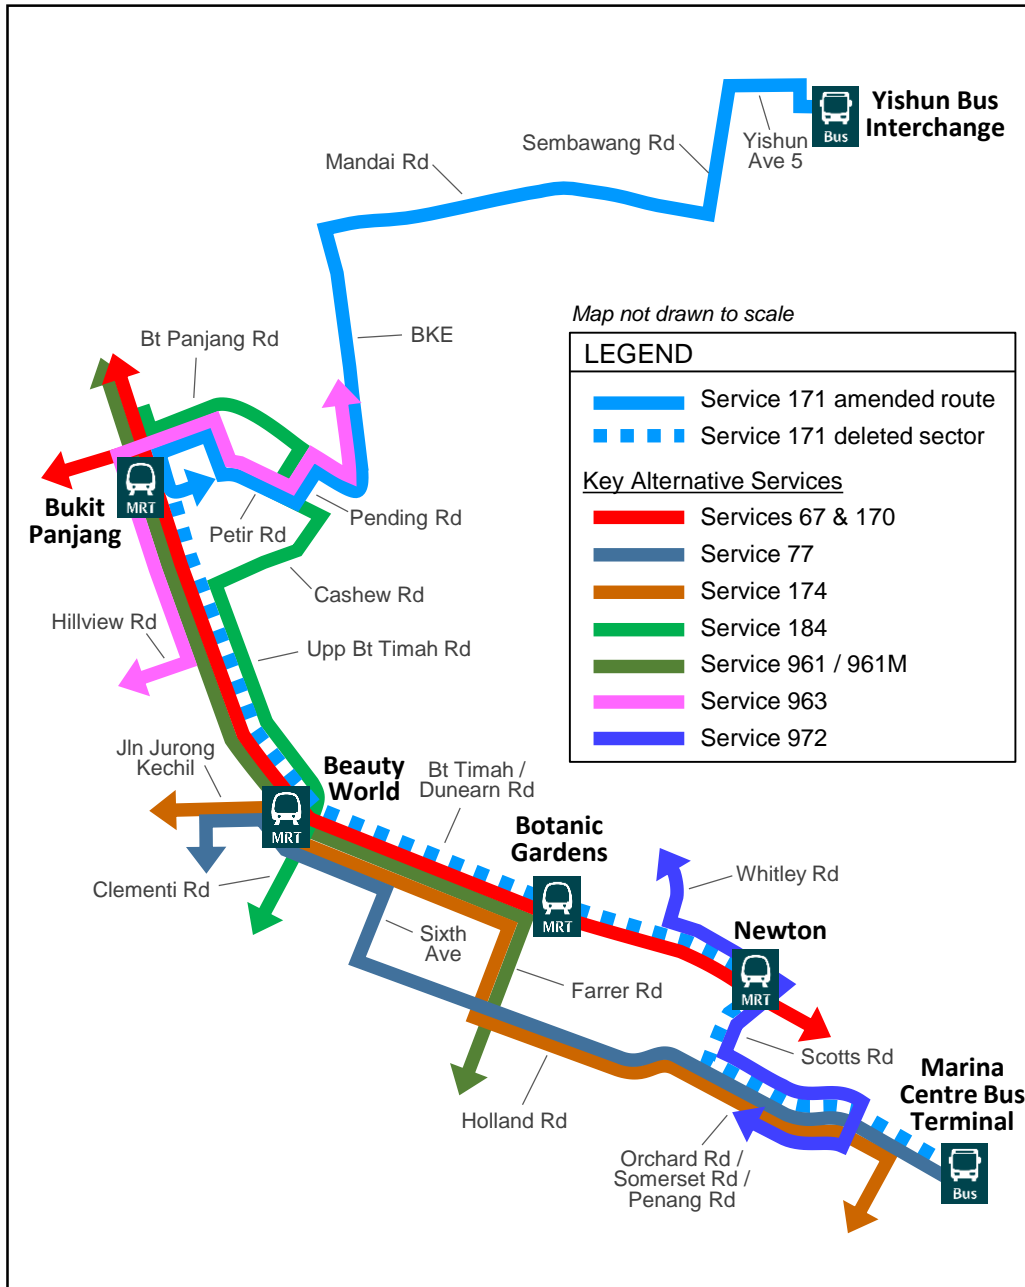 Yishun Bus
Interchange
Bus
Yishun
Ave 5
Sembawang Rd
Mandai Rd
BKE
Map not drawn to scale
LEGEND
Service 171 amended route
Service 171 deleted sector
Key Alternative Services
Services 67 & 170
Service 77
Service 174
Service 184
Service 961 / 961M
Service 963
Service 972
Bt Panjang Rd
MRT
Bukit
Panjang
Petir Rd
Pending Rd
Cashew Rd
Hillview Rd
Upp Bt Timah Rd
Jln Jurong
Kechil
Beauty
World
MRT
Bt Timah /
Dunearn Rd
Botanic
Gardens
MRT
Clementi Rd
Sixth
Ave
Farrer Rd
Whitley Rd
Newton
MRT
Scotts Rd
Holland Rd
Orchard Rd /
Somerset Rd /
Penang Rd
Marina
Centre Bus
Terminal
Bus